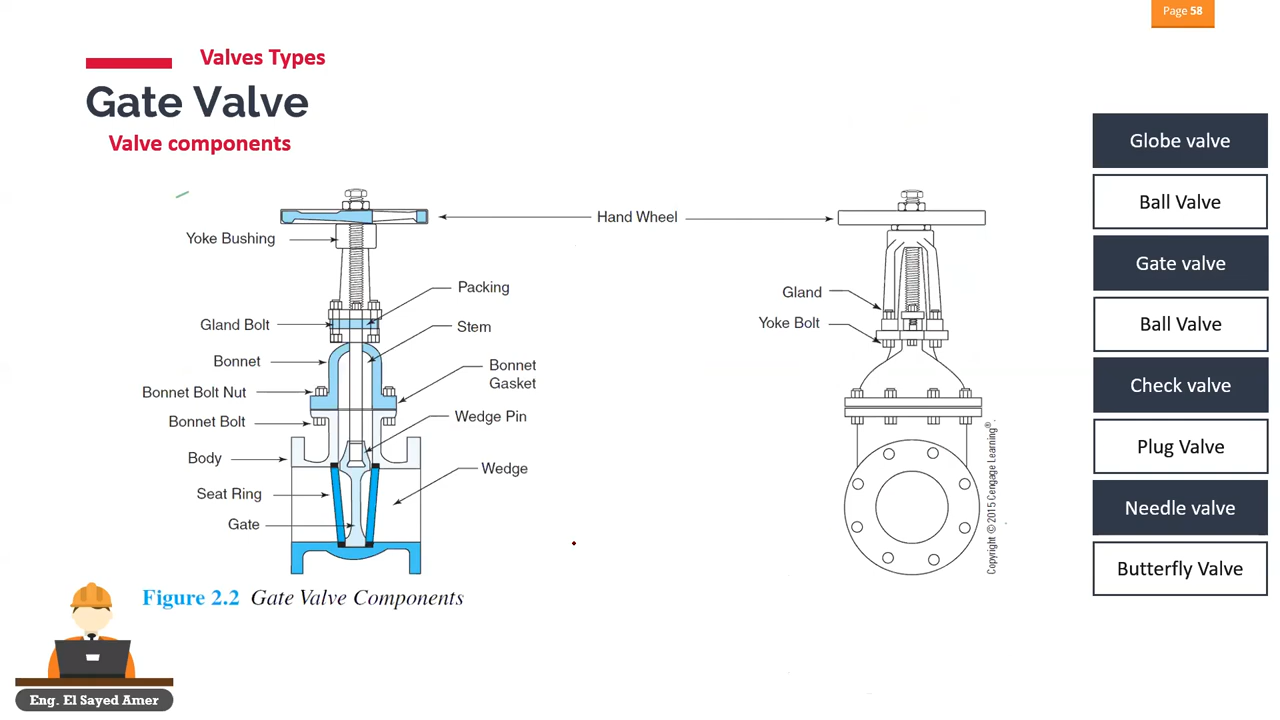 Page 58
Valves Types
Gate Valve
Valve components
Hand Wheel
Yoke Bushing
Packing
Gland Bolt
Stem
Bonnet
Bonnet
Gasket
Bonnet Bolt Nut
Wedge Pin
Bonnet Bolt
Body
Wedge
Seat Ring
Gate
Gland
Yoke Bolt
Copyright © 2015 Cengage Learning®.
Figure 2.2 Gate Valve Components
Globe valve
Ball Valve
Gate valve
Ball Valve
Check valve
Plug Valve
Needle valve
Butterfly Valve
Eng. El Sayed Amer